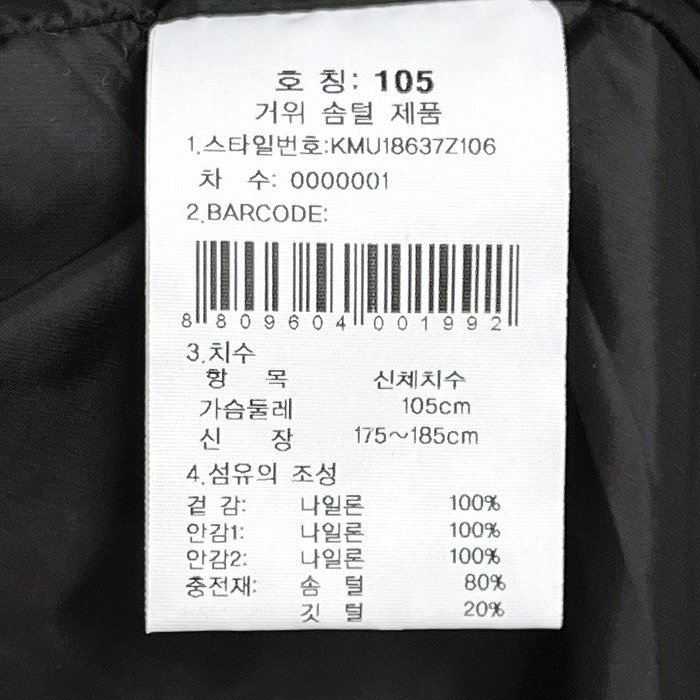 호 칭: 105
거위 솜털 제품
1.스타일번호:KMU18637Z106
차 수: 0000001
2.BARCODE:
8 809604 001992
3.치수
항 목 신체치수
가슴둘레 105cm
신 장 175~185cm
4.섬유의 조성
겉 감: 나일론 100%
안감1: 나일론 100%
안감2: 나일론 100%
충전재: 솜 털 80%
깃 털 20%